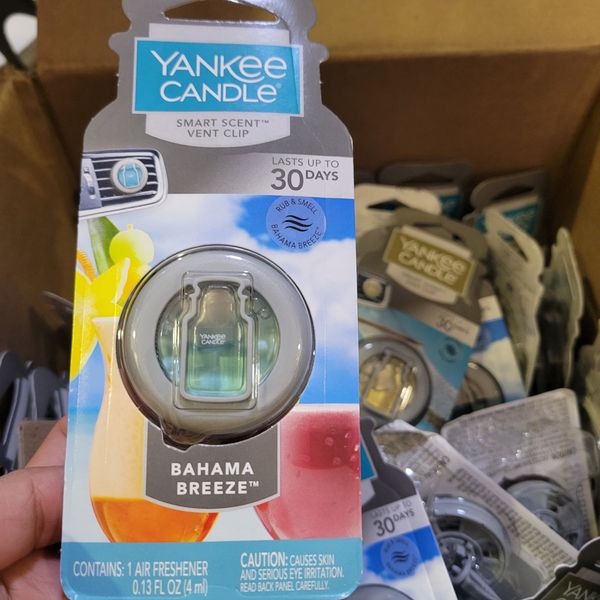 YANKEE
CANDLE®
SMART SCENT™
VENT CLIP
LASTS UP TO
30 DAYS
RUB & SMELL
BAHAMA BREEZE™
YANKEE
CANDLE
BAHAMA
BREEZE™
CONTAINS: 1 AIR FRESHENER
0.13 FL OZ (4 ml)
CAUTION: CAUSES SKIN
AND SERIOUS EYE IRRITATION.
READ BACK PANEL CAREFULLY.
YANKEE
CANDLE
30 DAYS
LASTS UP TO
30 DAYS